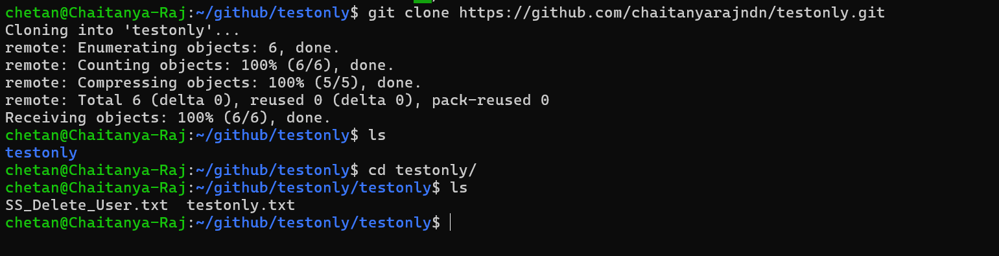 chetan@Chaitanya-Raj:~/github/testonly$ git clone https://github.com/chaitanyarajndn/testonly.git
Cloning into 'testonly'...
remote: Enumerating objects: 6, done.
remote: Counting objects: 100% (6/6), done.
remote: Compressing objects: 100% (5/5), done.
remote: Total 6 (delta 0), reused 0 (delta 0), pack-reused 0
Receiving objects: 100% (6/6), done.
chetan@Chaitanya-Raj:~/github/testonly$ ls
testonly
chetan@Chaitanya-Raj:~/github/testonly$ cd testonly/
chetan@Chaitanya-Raj:~/github/testonly/testonly$ ls
SS_Delete_User.txt  testonly.txt
chetan@Chaitanya-Raj:~/github/testonly/testonly$